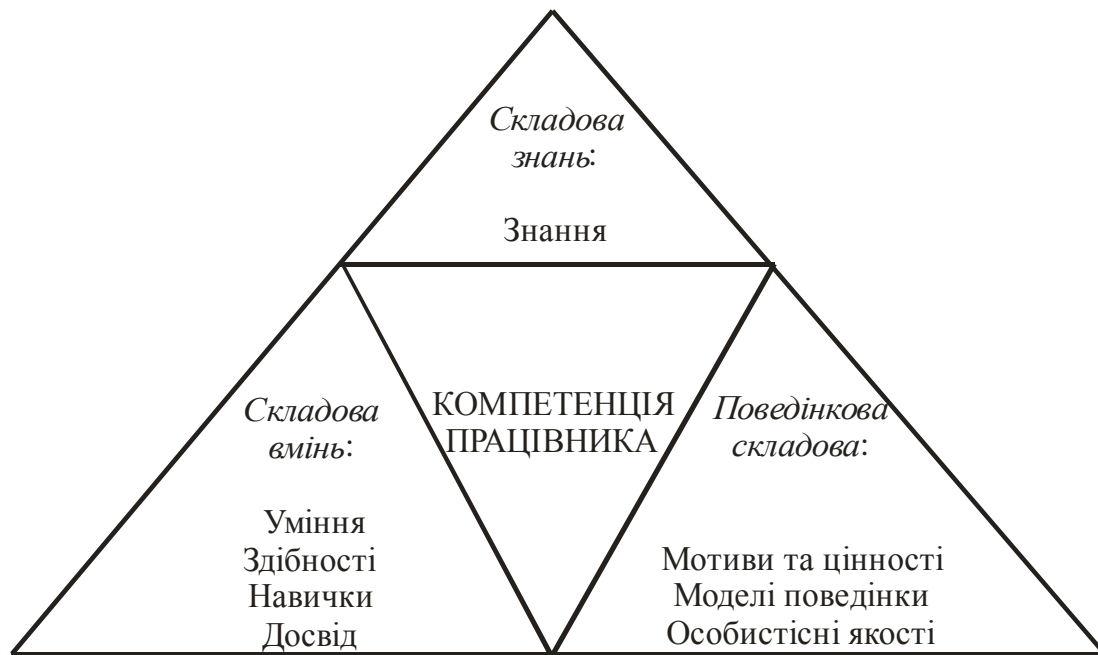 Складова
знань:
Знання
Складова
вмінь:
Уміння
Здібності
Навички
Досвід
КОМПЕТЕНЦІЯ
ПРАЦІВНИКА
Поведінкова
складова:
Мотиви та цінності
Моделі поведінки
Особистісні якості